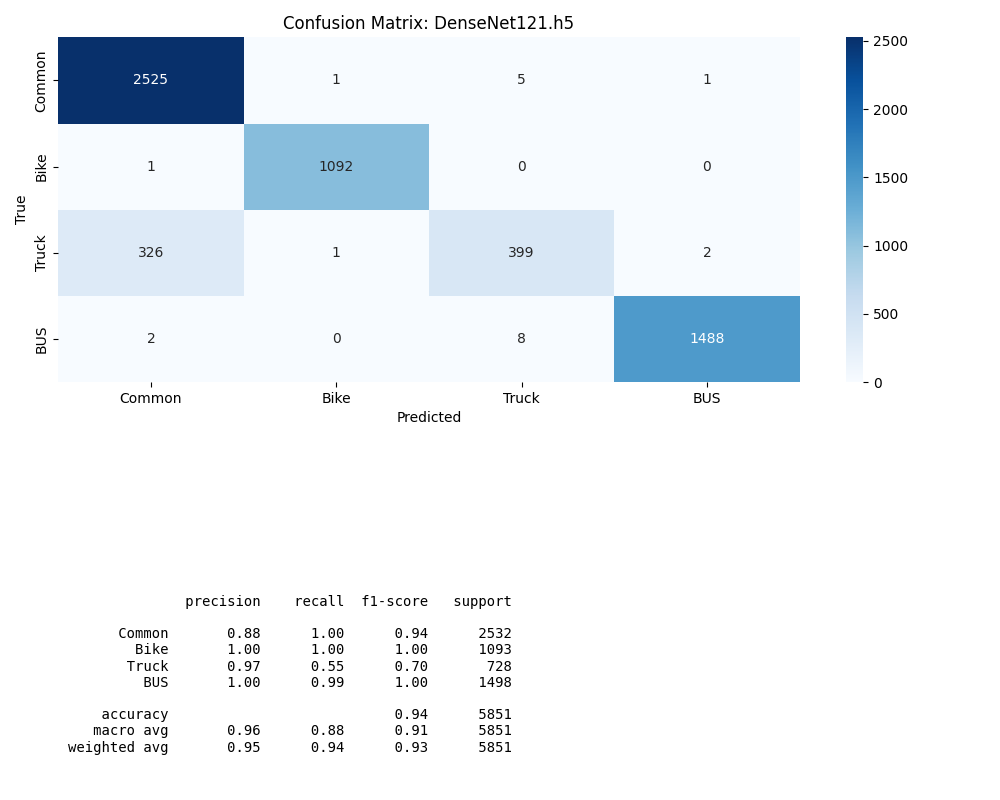 Confusion Matrix: DenseNet121.h5
Common 2525 1 5 1
Bike 1 1092 0 0
Truck 326 1 399 2
BUS 2 0 8 1488
True
Common Bike Truck BUS
Predicted
2500
2000
1500
1000
500
0
precision recall f1-score support
Common 0.88 1.00 0.94 2532
Bike 1.00 1.00 1.00 1093
Truck 0.97 0.55 0.70 728
BUS 1.00 0.99 1.00 1498
accuracy 0.94 5851
macro avg 0.96 0.88 0.91 5851
weighted avg 0.95 0.94 0.93 5851